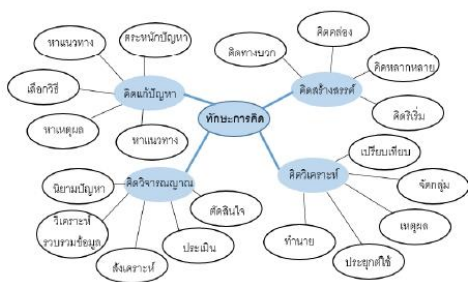 หาแนวทาง
ตระหนักปัญหา
เลือกวิธี
คิดแก้ปัญหา
หาเหตุผล
หาแนวทาง
คิดคล่อง
คิดทางบวก
คิดหลากหลาย
คิดสร้างสรรค์
คิดริเริ่ม
ทักษะการคิด
นิยามปัญหา
คิดวิจารณญาณ
วิเคราะห์
รวบรวมข้อมูล
ตัดสินใจ
ประเมิน
สังเคราะห์
เปรียบเทียบ
คิดวิเคราะห์
จัดกลุ่ม
เหตุผล
ทำนาย
ประยุกต์ใช้